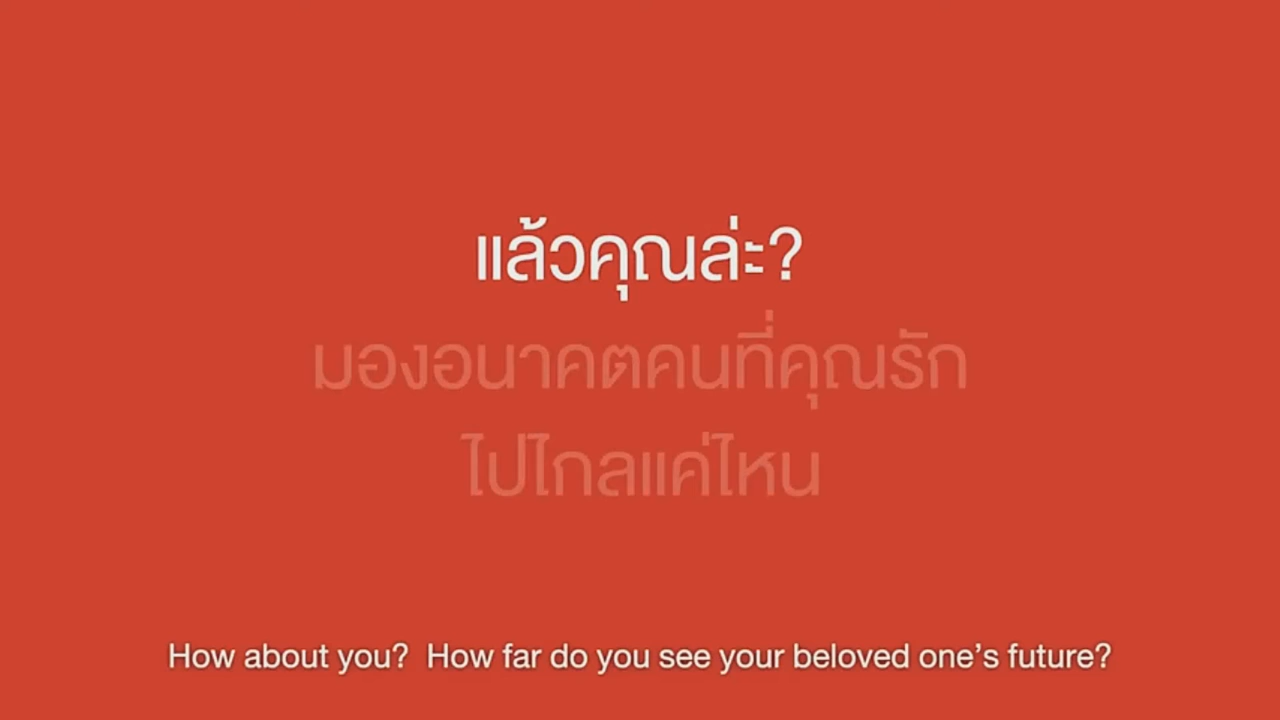 แล้วคุณล่ะ?
มองอนาคตคนที่คุณรัก
ไปไกลแค่ไหน
How about you?  How far do you see your beloved one’s future?